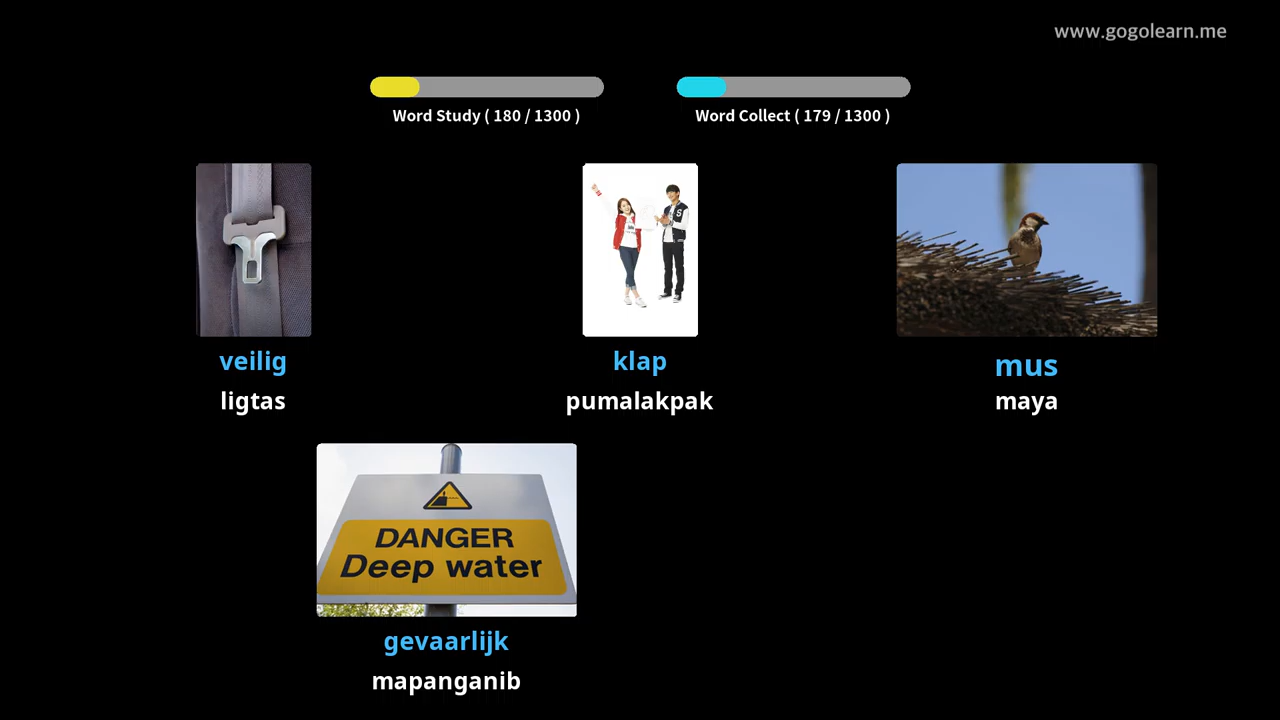 www.gogolearn.me
Word Study ( 180 / 1300 )
Word Collect ( 179 / 1300 )
veilig
ligtas
klap
pumalakpak
mus
maya
DANGER
Deep water
gevaarlijk
mapanganib